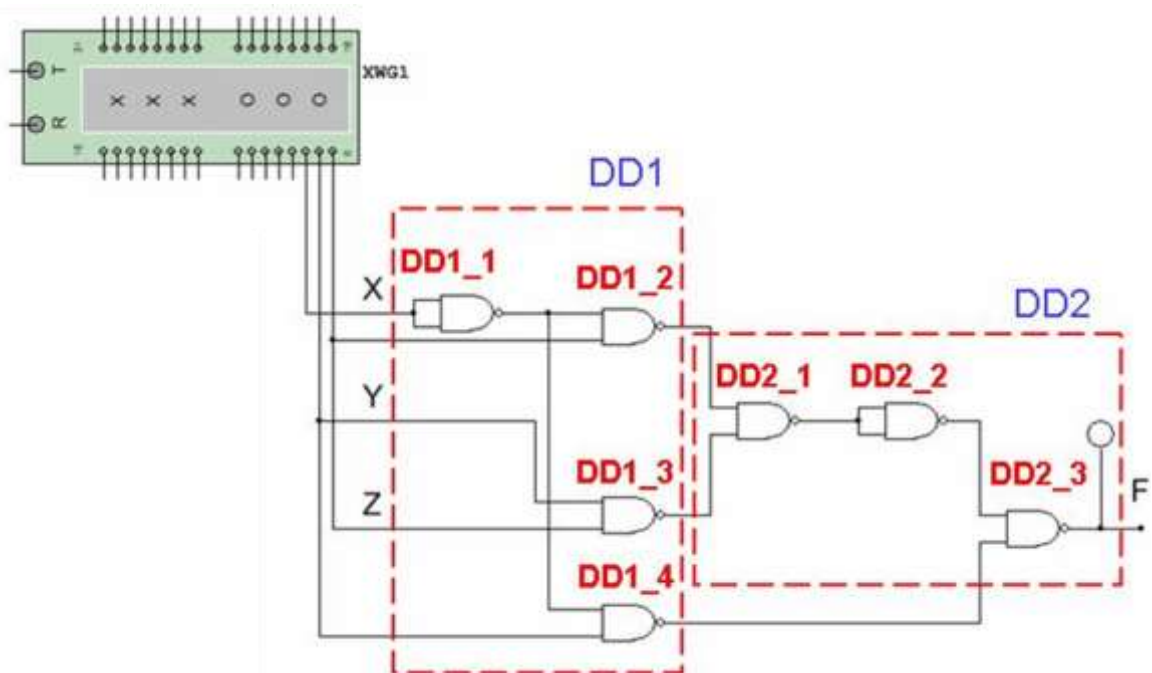 T
XWG1
X X X O O O
R
DD1
DD1_1
DD1_2
X
DD2
DD2_1
DD2_2
Y
DD1_3
DD2_3
F
Z
DD1_4